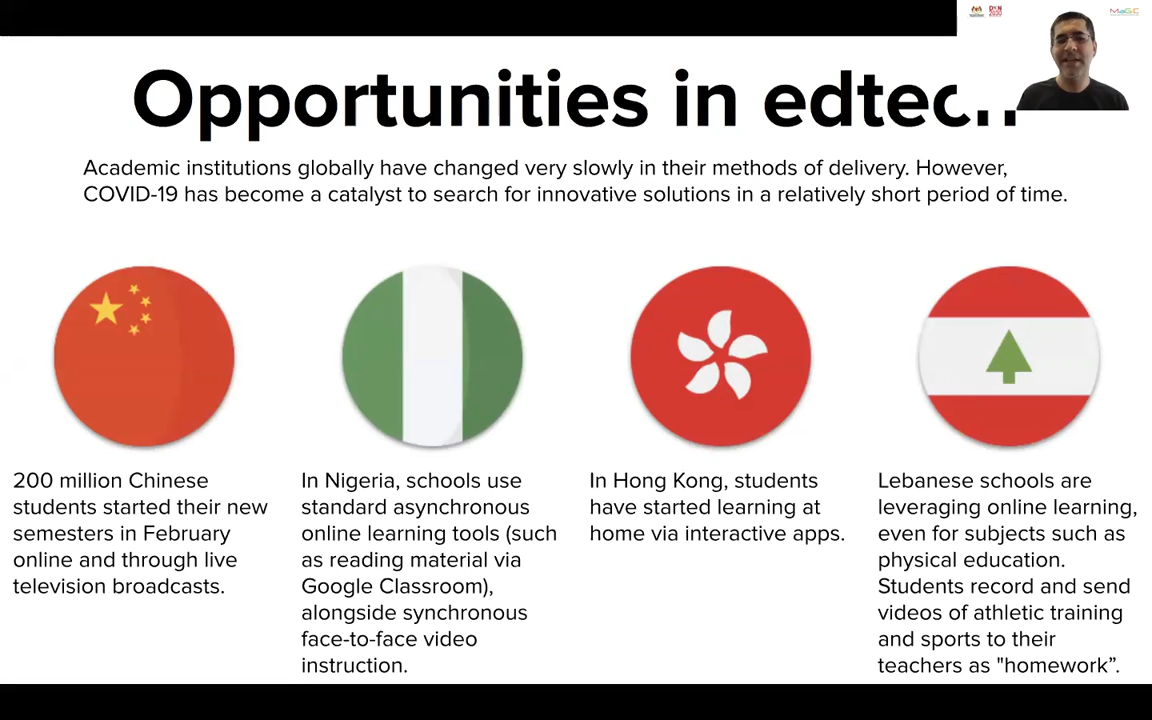 DKN
2030
MaGC
Opportunities in edtech
Academic institutions globally have changed very slowly in their methods of delivery. However,
COVID-19 has become a catalyst to search for innovative solutions in a relatively short period of time.
200 million Chinese
students started their new
semesters in February
online and through live
television broadcasts.
In Nigeria, schools use
standard asynchronous
online learning tools (such
as reading material via
Google Classroom),
alongside synchronous
face-to-face video
instruction.
In Hong Kong, students
have started learning at
home via interactive apps.
Lebanese schools are
leveraging online learning,
even for subjects such as
physical education.
Students record and send
videos of athletic training
and sports to their
teachers as "homework”.